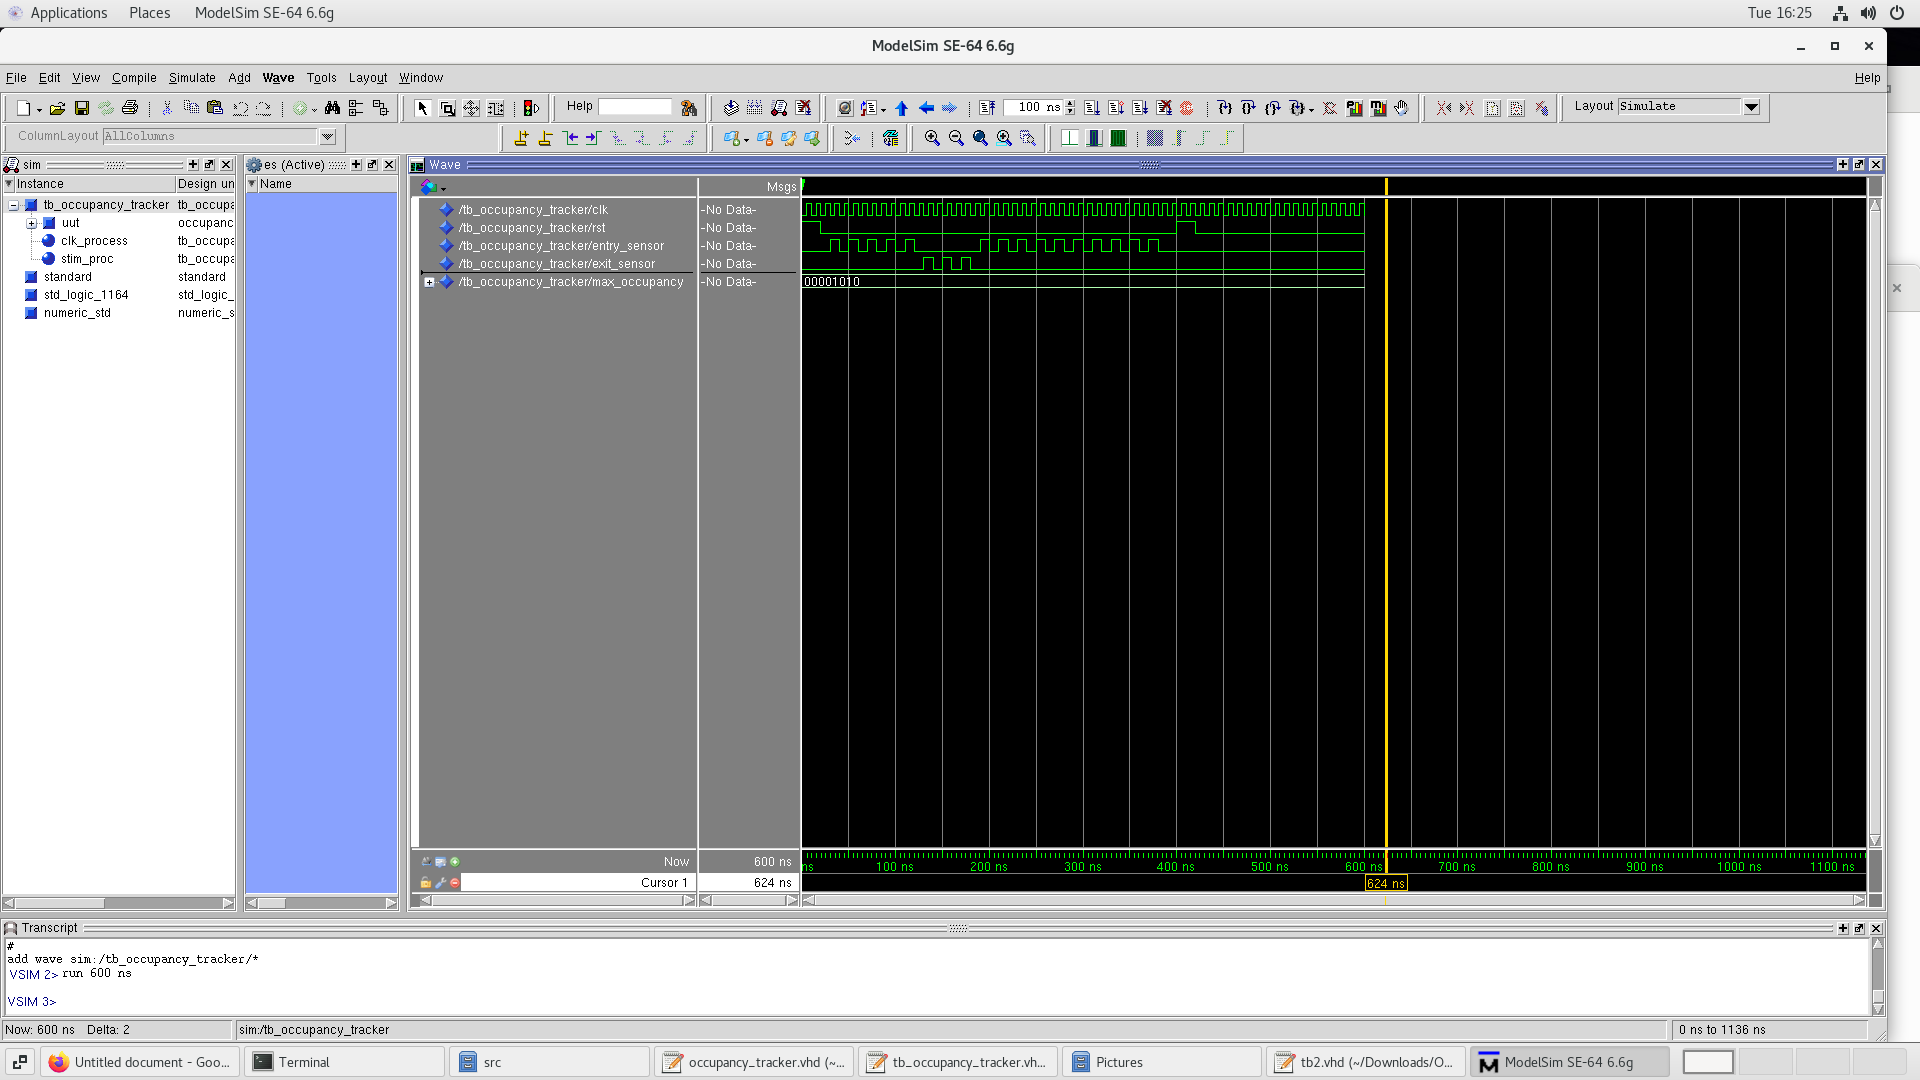 Applications Places ModelSim SE-64 6.6g Tue 16:25
ModelSim SE-64 6.6g
File Edit View Compile Simulate Add Wave Tools Layout Window Help
Help 100 ns Layout Simulate
ColumnLayout AllColumns
sim es (Active) Wave
Instance Design un Name Msgs
tb_occupancy_tracker tb_occupa
uut occupanc
clk_process tb_occupa
stim_proc tb_occupa
standard standard
std_logic_1164 std_logic_
numeric_std numeric_s
/tb_occupancy_tracker/clk -No Data-
/tb_occupancy_tracker/rst -No Data-
/tb_occupancy_tracker/entry_sensor -No Data-
/tb_occupancy_tracker/exit_sensor -No Data-
/tb_occupancy_tracker/max_occupancy -No Data- 00001010
Now 600 ns ns 100 ns 200 ns 300 ns 400 ns 500 ns 600 ns 700 ns 800 ns 900 ns 1000 ns 1100 ns
Cursor 1 624 ns 624 ns
Transcript
#
add wave sim:/tb_occupancy_tracker/*
VSIM 2> run 600 ns
VSIM 3>
Now: 600 ns Delta: 2 sim:/tb_occupancy_tracker 0 ns to 1136 ns
Untitled document - Goo... Terminal src occupancy_tracker.vhd (~... tb_occupancy_tracker.vh... Pictures tb2.vhd (~/Downloads/O... ModelSim SE-64 6.6g